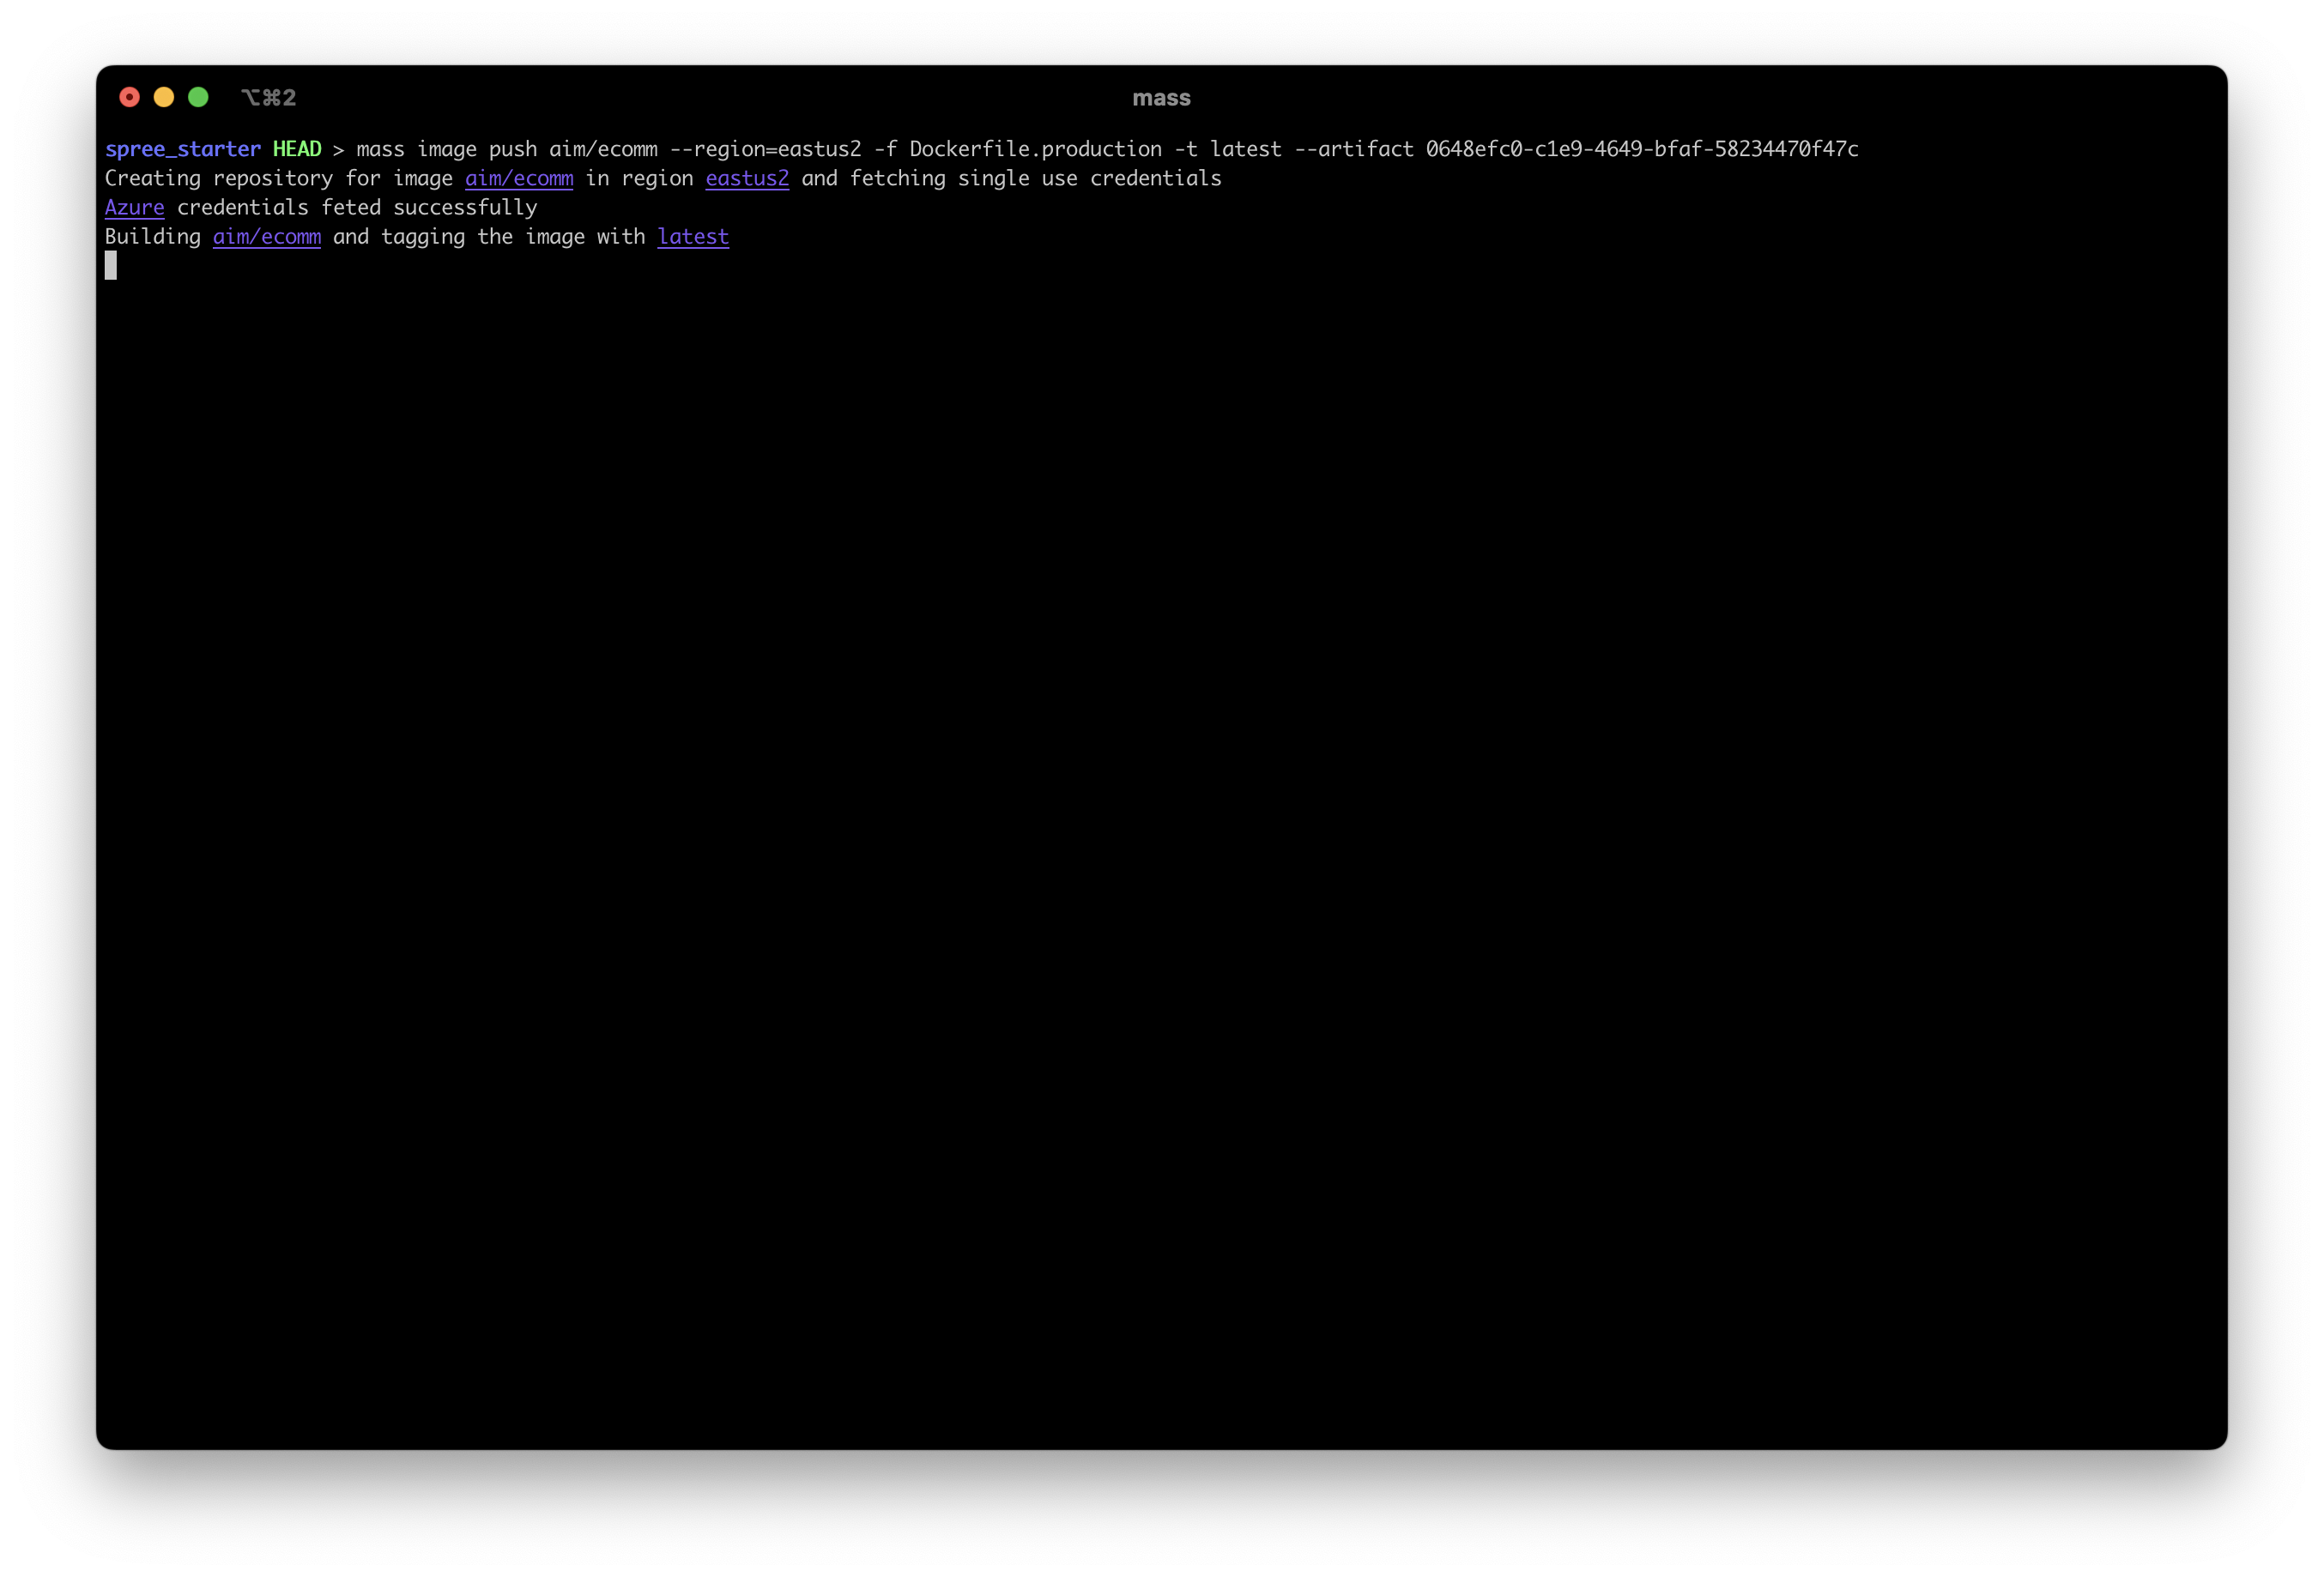 ⌥⌘2
mass
spree_starter HEAD > mass image push aim/ecomm --region=eastus2 -f Dockerfile.production -t latest --artifact 0648efc0-c1e9-4649-bfaf-58234470f47c
Creating repository for image aim/ecomm in region eastus2 and fetching single use credentials
Azure credentials feted successfully
Building aim/ecomm and tagging the image with latest